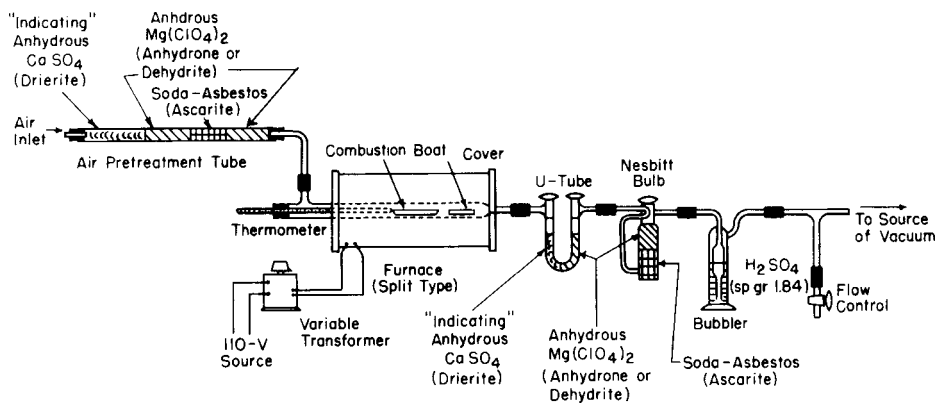 "Indicating"
Anhydrous
CaSO4
(Drierite)
Anhdrous
Mg(ClO4)2
(Anhydrone or
Dehydrite)
Soda-Asbestos
(Ascarite)
Air
Inlet
Air Pretreatment Tube
Combustion Boat
Cover
U-Tube
Nesbitt
Bulb
To Source
of Vacuum
Thermometer
Furnace
(Split Type)
H2SO4
(sp gr 1.84)
Flow
Control
Bubbler
Variable
Transformer
110-V
Source
"Indicating"
Anhydrous
CaSO4
(Drierite)
Anhydrous
Mg(ClO4)2
(Anhydrone or
Dehydrite)
Soda-Asbestos
(Ascarite)